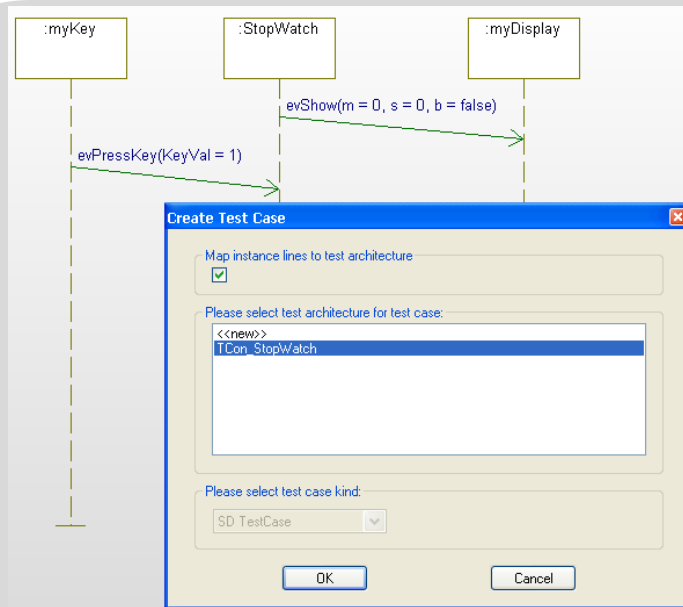 :myKey
:StopWatch
:myDisplay
evShow(m = 0, s = 0, b = false)
evPressKey(KeyVal = 1)
Create Test Case
Map instance lines to test architecture
Please select test architecture for test case:
<<new>>
TCon_StopWatch
Please select test case kind:
SD TestCase
OK
Cancel